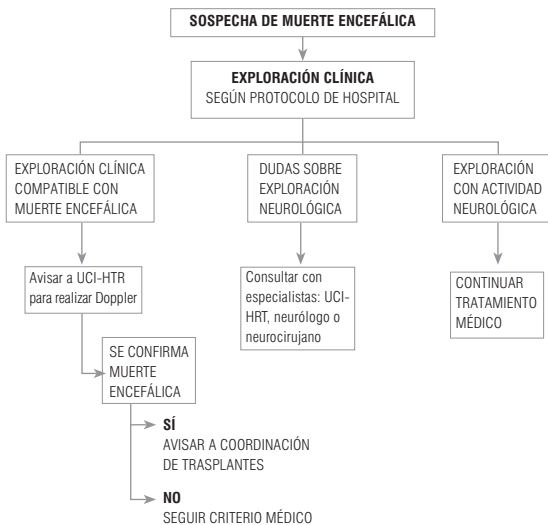 SOSPECHA DE MUERTE ENCEFÁLICA
EXPLORACIÓN CLÍNICA
SEGÚN PROTOCOLO DE HOSPITAL
EXPLORACIÓN CLÍNICA
COMPATIBLE CON
MUERTE ENCEFÁLICA
DUDAS SOBRE
EXPLORACIÓN
NEUROLÓGICA
EXPLORACIÓN
CON ACTIVIDAD
NEUROLÓGICA
Avisar a UCI-HTR
para realizar Doppler
Consultar con
especialistas: UCI-
HRT, neurólogo o
neurocirujano
CONTINUAR
TRATAMIENTO
MÉDICO
SE CONFIRMA
MUERTE
ENCEFÁLICA
SÍ
AVISAR A COORDINACIÓN
DE TRASPLANTES
NO
SEGUIR CRITERIO MÉDICO